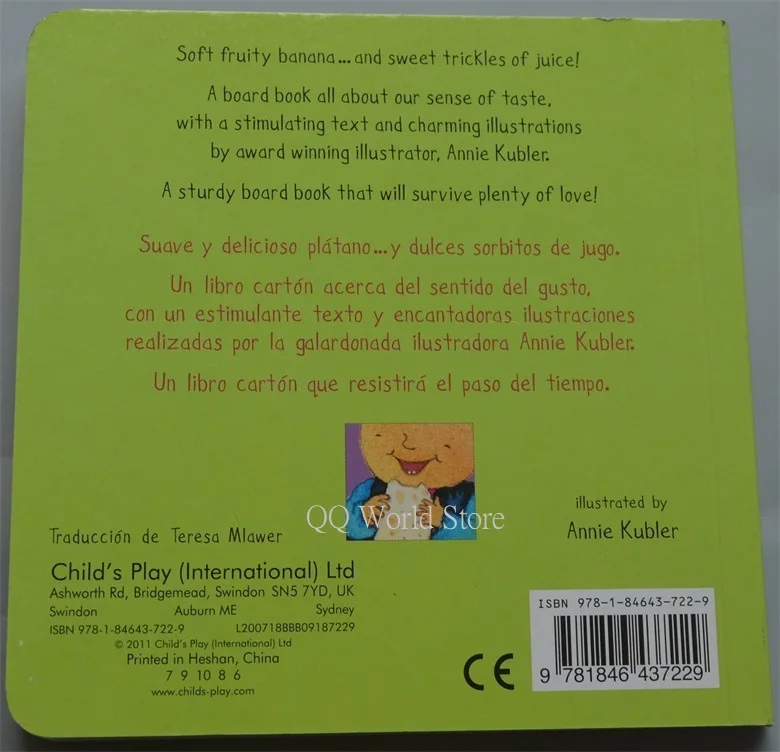 Soft fruity banana...and sweet trickles of juice!
A board book all about our sense of taste,
with a stimulating text and charming illustrations
by award winning illustrator, Annie Kubler.
A sturdy board book that will survive plenty of love!
Suave y delicioso plátano...y dulces sorbitos de jugo.
Un libro cartón acerca del sentido del gusto,
con un estimulante texto y encantadoras ilustraciones
realizadas por la galardonada ilustradora Annie Kubler.
Un libro cartón que resistirá el paso del tiempo.
QQ World Store
illustrated by
Annie Kubler
Traducción de Teresa Mlawer
Child's Play (International) Ltd
Ashworth Rd, Bridgemead, Swindon SN5 7YD, UK
Swindon Auburn ME Sydney
ISBN 978-1-84643-722-9 L200718BBB09187229
© 2011 Child's Play (International) Ltd
Printed in Heshan, China
7 9 10 8 6
www.childs-play.com
CE
ISBN 978-1-84643-722-9
9 781846 437229